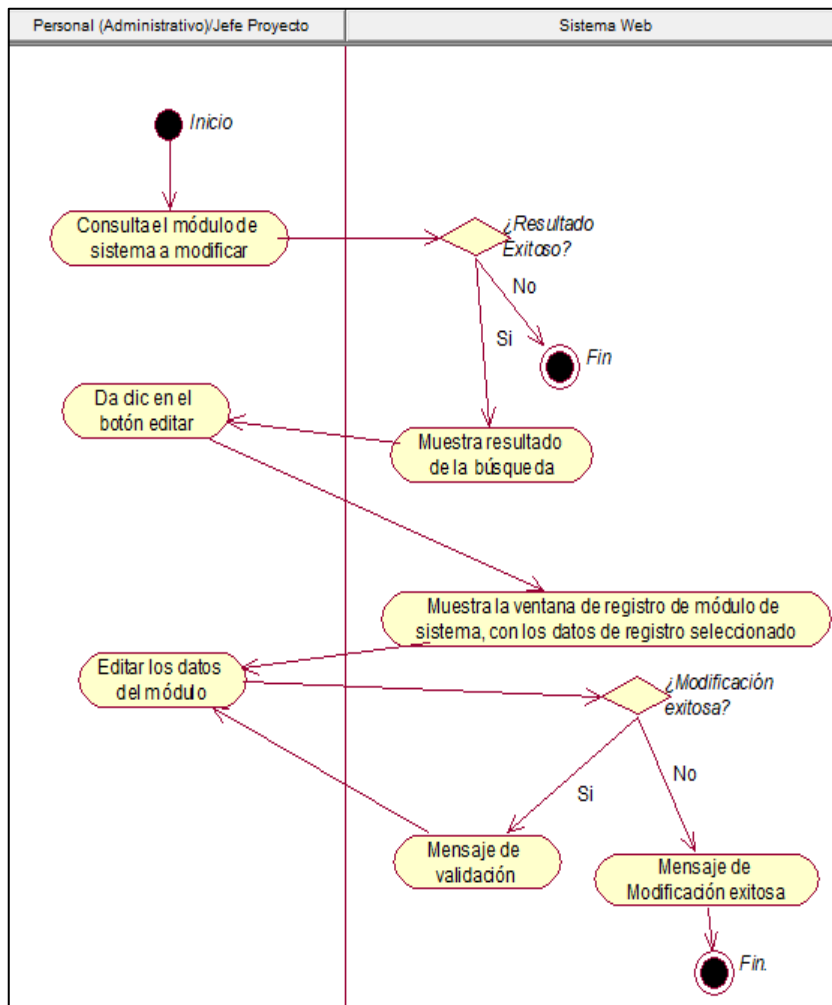 Personal (Administrativo)/Jefe Proyecto
Sistema Web
Inicio
Consulta el módulo de
sistema a modificar
¿Resultado
Exitoso?
No
Si
Fin
Da clic en el
botón editar
Muestra resultado
de la búsqueda
Muestra la ventana de registro de módulo de
sistema, con los datos de registro seleccionado
Editar los datos
del módulo
¿Modificación
exitosa?
Si
No
Mensaje de
validación
Mensaje de
Modificación exitosa
Fin.